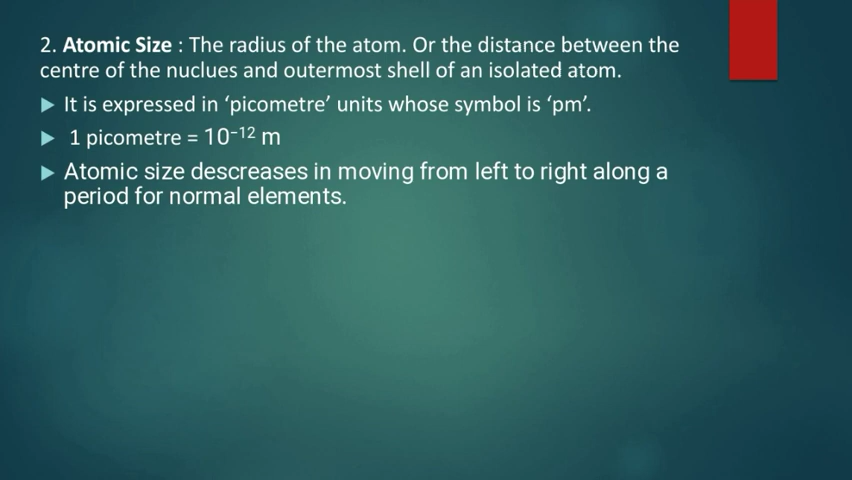 2. Atomic Size : The radius of the atom. Or the distance between the
centre of the nuclues and outermost shell of an isolated atom.
▶ It is expressed in ‘picometre’ units whose symbol is ‘pm’.
▶ 1 picometre = 10⁻¹² m
▶ Atomic size descreases in moving from left to right along a
period for normal elements.